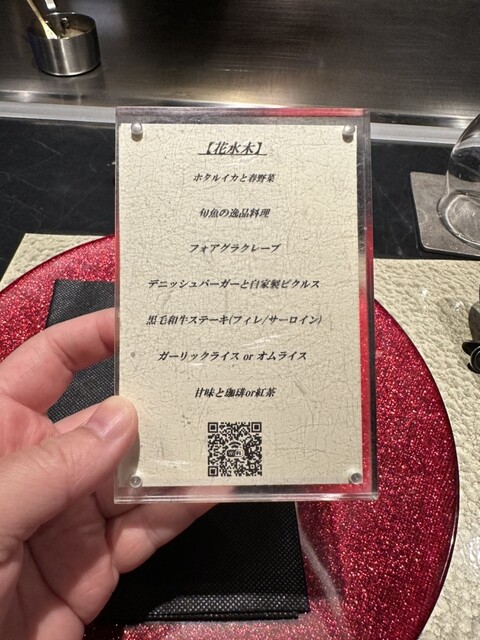 【花水木】
ホタルイカと春野菜
旬魚の逸品料理
フォアグラクレープ
デニッシュバーガーと自家製ピクルス
黒毛和牛ステーキ(フィレ/サーロイン)
ガーリックライス or オムライス
甘味と珈琲or紅茶